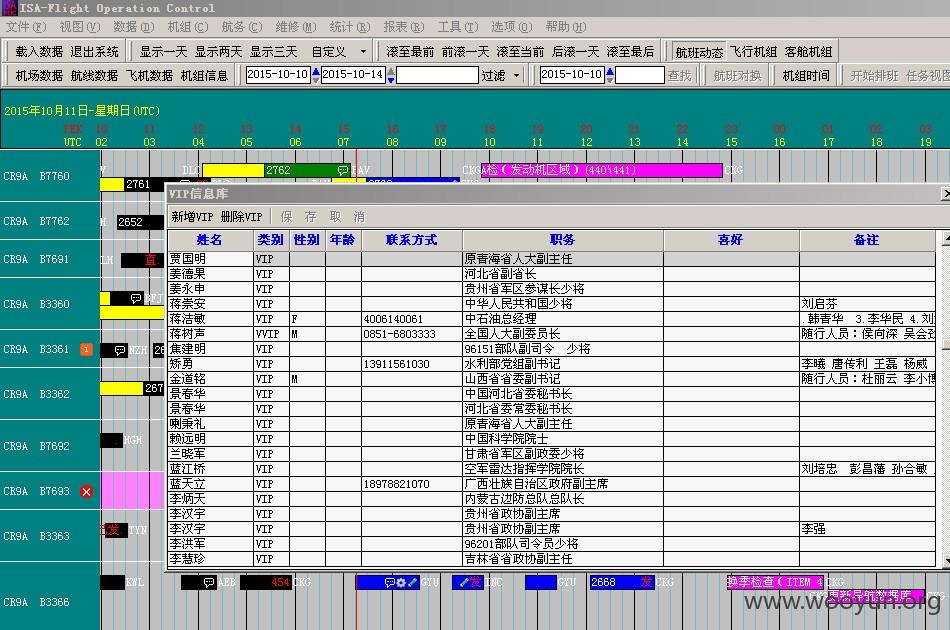 ISA-Flight Operation Control
文件(F) 视图(V) 数据(D) 机组(C) 航务(C) 维修(M) 统计(R) 报表(R) 工具(T) 选项(O) 帮助(H)
载入数据 退出系统 显示一天 显示两天 显示三天 自定义 滚至最前 前滚一天 滚至当前 后滚一天 滚至最后 航班动态 飞行机组 客舱机组
机场数据 航线数据 飞机数据 机组信息 2015-10-10 2015-10-14 过滤 2015-10-10 查找 航班对换 机组时间 开始排班 任务视图
2015年10月11日-星期日(UTC)
PEK 10 11 12 13 14 15 16 17 18 19 20 21 22 23 00 01 02 03
UTC 02 03 04 05 06 07 08 09 10 11 12 13 14 15 16 17 18 19
CR9A B7760 2761 DLC 2762 CKG A检(发动机区域)(440\441) CKG
VIP信息库
新增VIP 删除VIP 保存 取消
姓名 类别 性别 年龄 联系方式 职务 喜好 备注
贾国明 VIP 原青海省人大副主任
姜德果 VIP 河北省副省长
姜永申 VIP 贵州省军区参谋长少将
蒋崇安 VIP 中华人民共和国少将 刘启芬
蒋洁敏 VIP F 4006140061 中石油总经理 .韩青华 3.李华民 4.刘
蒋树声 VVIP M 0851-6803333 全国人大副委员长 随行人员：侯向深 吴会
焦建明 VIP 96151部队副司令 少将
矫勇 VIP 13911561030 水利部党组副书记 李曦 唐传利 王磊 杨威
金道铭 VIP M 山西省省委副书记 随行人员：杜丽云 李小博
景春华 VIP 中国河北省委秘书长
景春华 VIP 河北省委常委秘书长
喇秉礼 VIP 原青海省人大副主任
赖远明 VIP 中国科学院院士
兰晓军 VIP 甘肃省军区副政委少将
蓝江桥 VIP 空军雷达指挥学院院长 刘培忠 彭昌藩 孙合敏
蓝天立 VIP 18978821070 广西壮族自治区政府副主席
李炳天 VIP 内蒙古边防总队总队长
李汉宇 VIP 贵州省政协副主席
李汉宇 VIP 贵州省政协副主席 李强
李洪军 VIP 96201部队司令员少将
李慧珍 VIP 吉林省省政协副主任
CR9A B7762 2652
CR9A B7691
CR9A B3360
CR9A B3361 1 NZH 26
CR9A B3362 267
CR9A B7692 HGH
CR9A B7693
CR9A B3363 TYN
CR9A B3366 KWL AEB 454 CKG GYU INC GYU 2668 CKG 换季检查(ITEM 4 CKG
更新导航数据库
www.wooyun.org